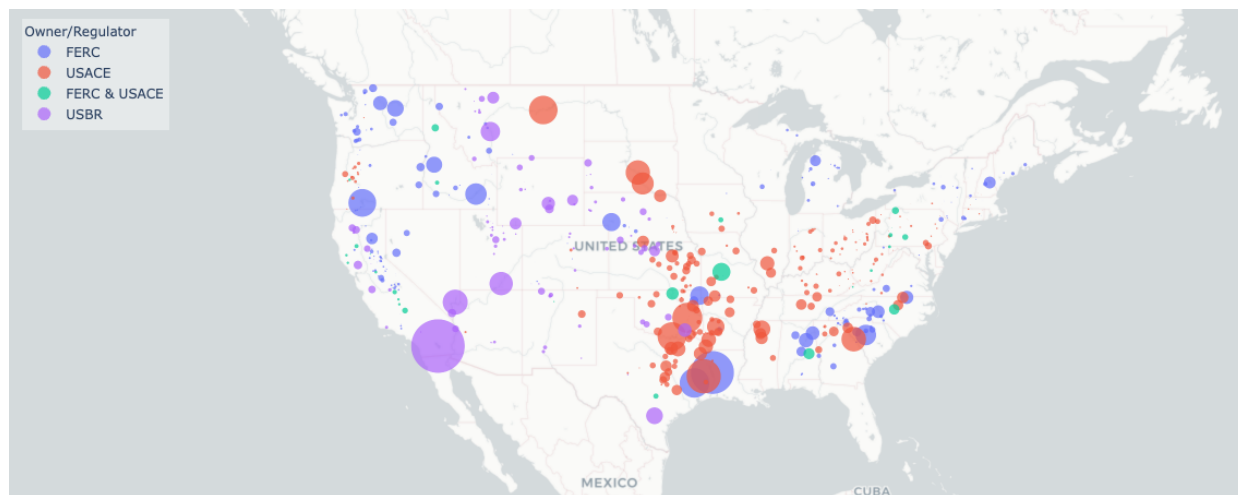 Owner/Regulator
FERC
USACE
FERC & USACE
USBR
UNITED STATES
MEXICO
CUBA